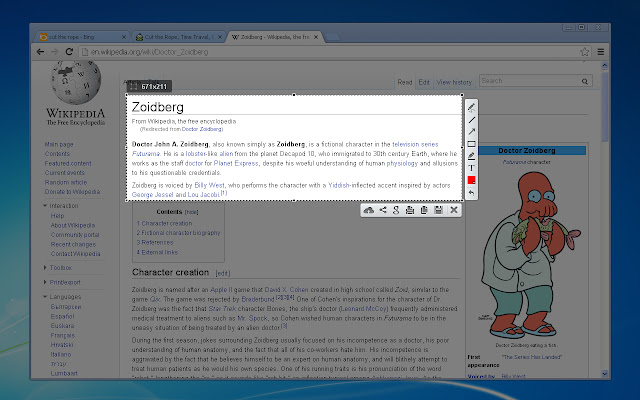 cut the rope - Bing
Cut the Rope, Time Travel, I
Zoidberg - Wikipedia, the fr
en.wikipedia.org/wiki/Doctor_Zoidberg
WIKIPEDIA
The Free Encyclopedia
Read Edit View history
Search
671x211
Zoidberg
From Wikipedia, the free encyclopedia
(Redirected from Doctor Zoidberg)
Doctor John A. Zoidberg, also known simply as Zoidberg, is a fictional character in the television series
Futurama. He is a lobster-like alien from the planet Decapod 10, who immigrated to 30th century Earth, where he
works as the staff doctor for Planet Express, despite his woeful understanding of human physiology and allusions
to his questionable credentials.
Zoidberg is voiced by Billy West, who performs the character with a Yiddish-inflected accent inspired by actors
George Jessel and Lou Jacobi.[1]
Main page
Contents
Featured content
Current events
Random article
Donate to Wikipedia
Interaction
Help
About Wikipedia
Community portal
Recent changes
Contact Wikipedia
Toolbox
Print/export
Languages
Български
Español
Euskara
Français
Hrvatski
Italiano
עברית
Lumbaart
Contents [hide]
1 Character creation
2 Fictional character biography
3 References
4 External links
Character creation [edit]
Zoidberg is named after an Apple II game that David X. Cohen created in high school called Zoid, similar to the
game Qix. The game was rejected by Broderbund.[2][3][4] One of Cohen's inspirations for the character of Dr.
Zoidberg was the fact that Star Trek character Bones, the ship's doctor (Leonard McCoy) frequently administered
medical treatment to aliens such as Mr. Spock, so Cohen wished human characters in Futurama to be in the
uneasy situation of being treated by an alien doctor.[3]
During the first season, jokes surrounding Zoidberg usually focused on his incompetence as a doctor, his poor
understanding of human anatomy, and the fact that all of his co-workers hate him. His incompetence is
aggravated by the fact that he believes himself to be an expert on human anatomy, and will blithely attempt to
treat human patients as he would his own species. One of his running traits is his pronunciation of the word
Doctor Zoidberg
Futurama character
Doctor Zoidberg eating a fish.
First
appearance
"The Series Has Landed"
Voiced by Billy West